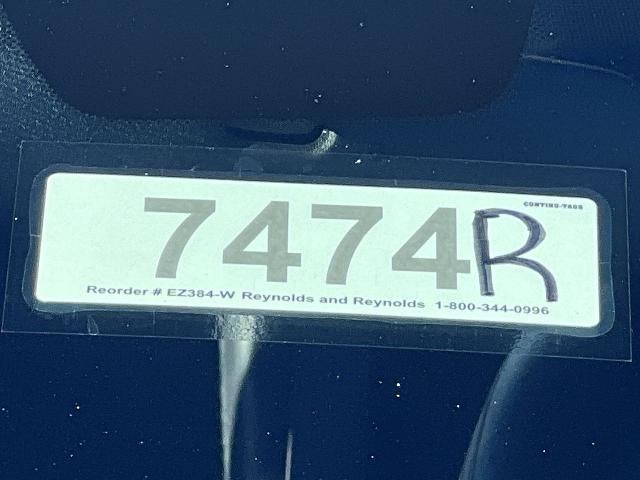 CONTINU-TAGS
7474R
Reorder # EZ384-W Reynolds and Reynolds 1-800-344-0996